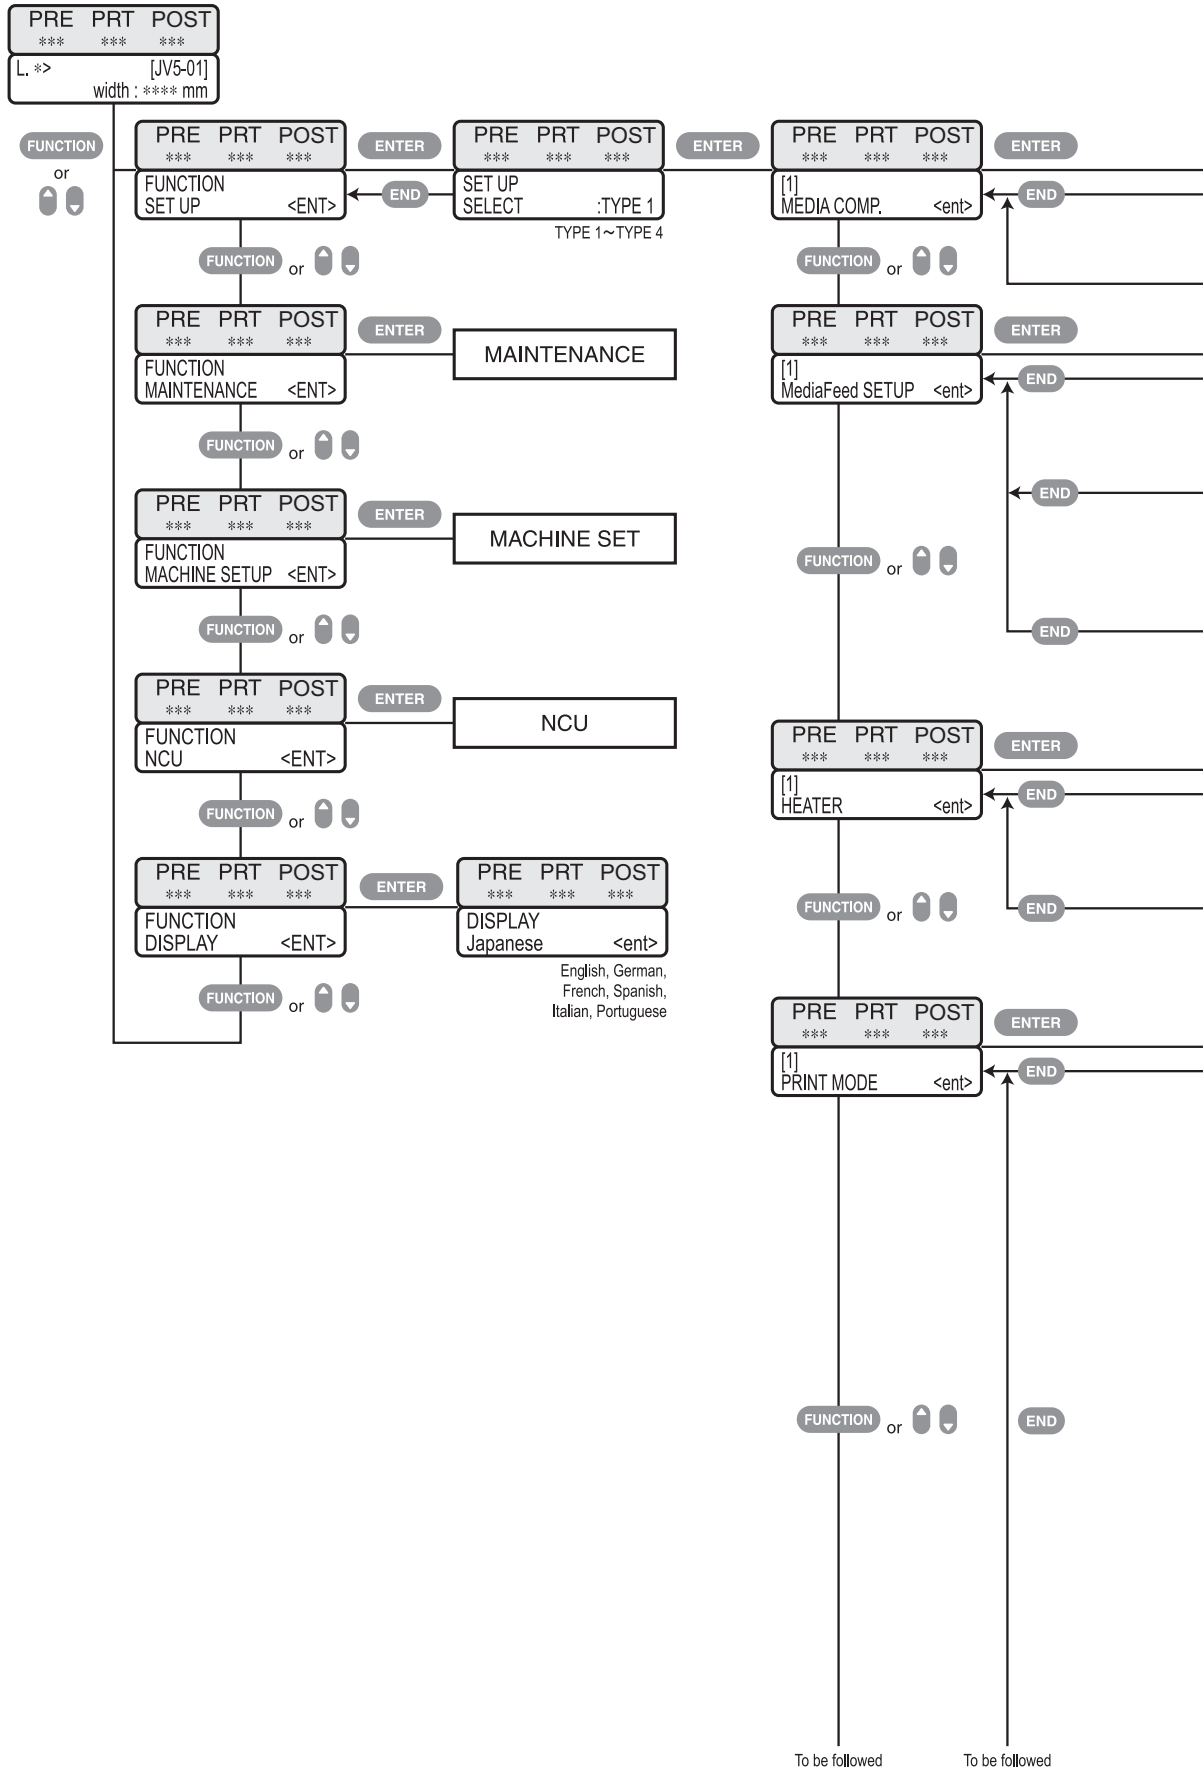 PRE PRT POST
*** *** ***
L. *> [JV5-01]
width : **** mm
FUNCTION
or
PRE PRT POST
*** *** ***
FUNCTION
SET UP <ENT>
ENTER
END
PRE PRT POST
*** *** ***
SET UP
SELECT :TYPE 1
TYPE 1～TYPE 4
ENTER
FUNCTION or
PRE PRT POST
*** *** ***
FUNCTION
MAINTENANCE <ENT>
ENTER
MAINTENANCE
FUNCTION or
PRE PRT POST
*** *** ***
FUNCTION
MACHINE SETUP <ENT>
ENTER
MACHINE SET
FUNCTION or
PRE PRT POST
*** *** ***
FUNCTION
NCU <ENT>
ENTER
NCU
FUNCTION or
PRE PRT POST
*** *** ***
FUNCTION
DISPLAY <ENT>
ENTER
PRE PRT POST
*** *** ***
DISPLAY
Japanese <ent>
English, German,
French, Spanish,
Italian, Portuguese
FUNCTION or
PRE PRT POST
*** *** ***
[1]
MEDIA COMP. <ent>
ENTER
END
FUNCTION or
PRE PRT POST
*** *** ***
[1]
MediaFeed SETUP <ent>
ENTER
END
END
FUNCTION or
END
PRE PRT POST
*** *** ***
[1]
HEATER <ent>
ENTER
END
FUNCTION or
END
PRE PRT POST
*** *** ***
[1]
PRINT MODE <ent>
ENTER
END
FUNCTION or
END
To be followed
To be followed